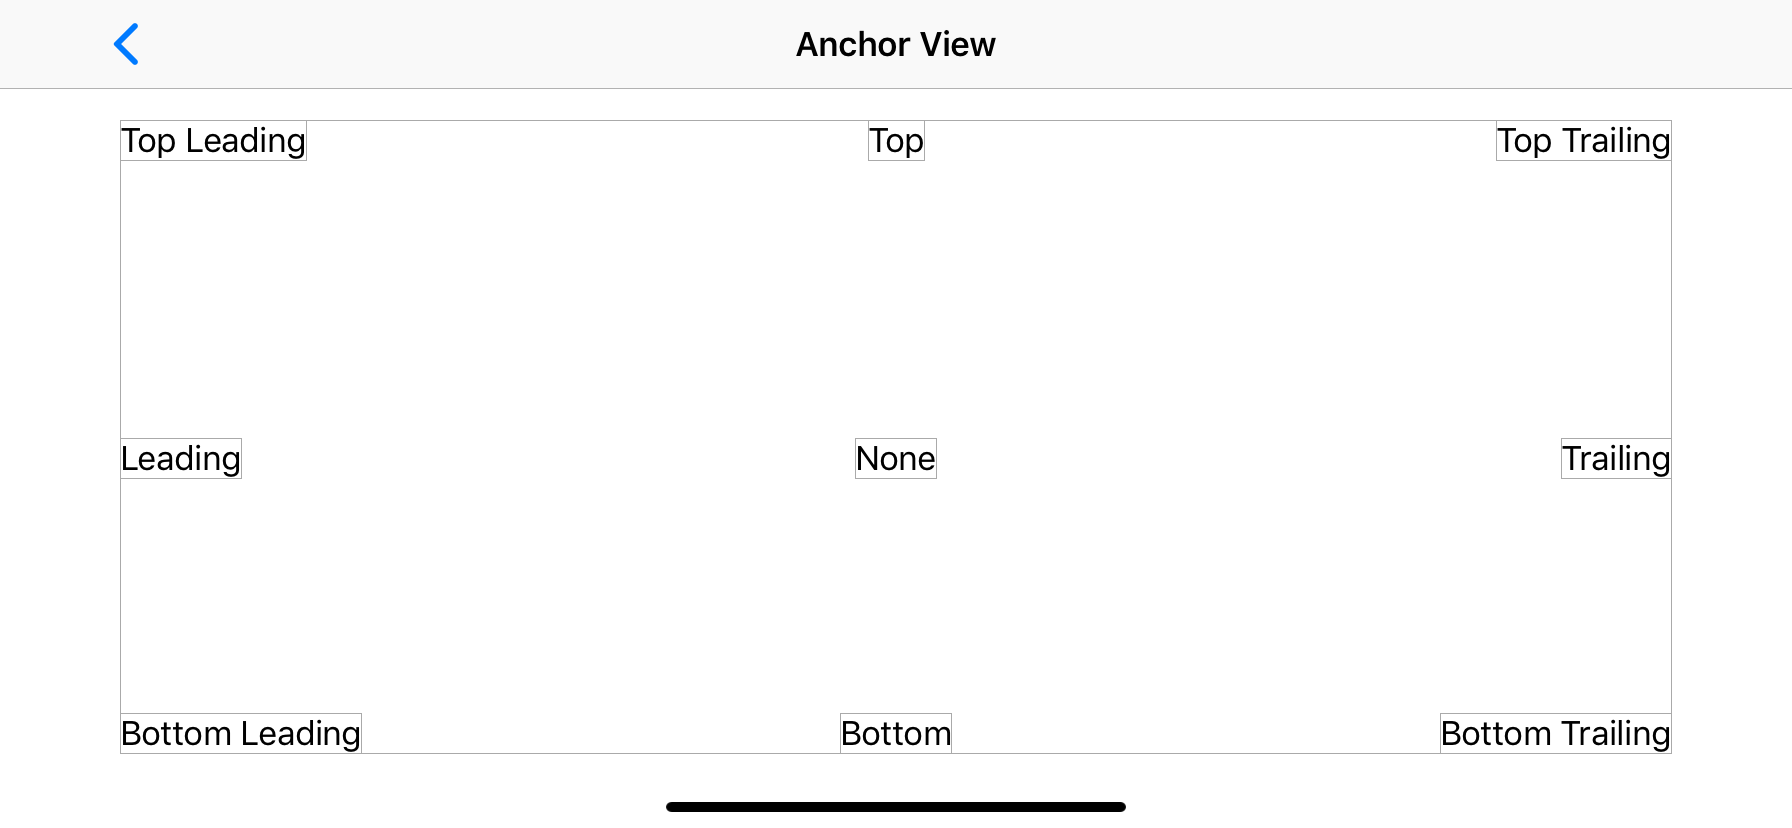 Anchor View
Top Leading
Top
Top Trailing
Leading
None
Trailing
Bottom Leading
Bottom
Bottom Trailing